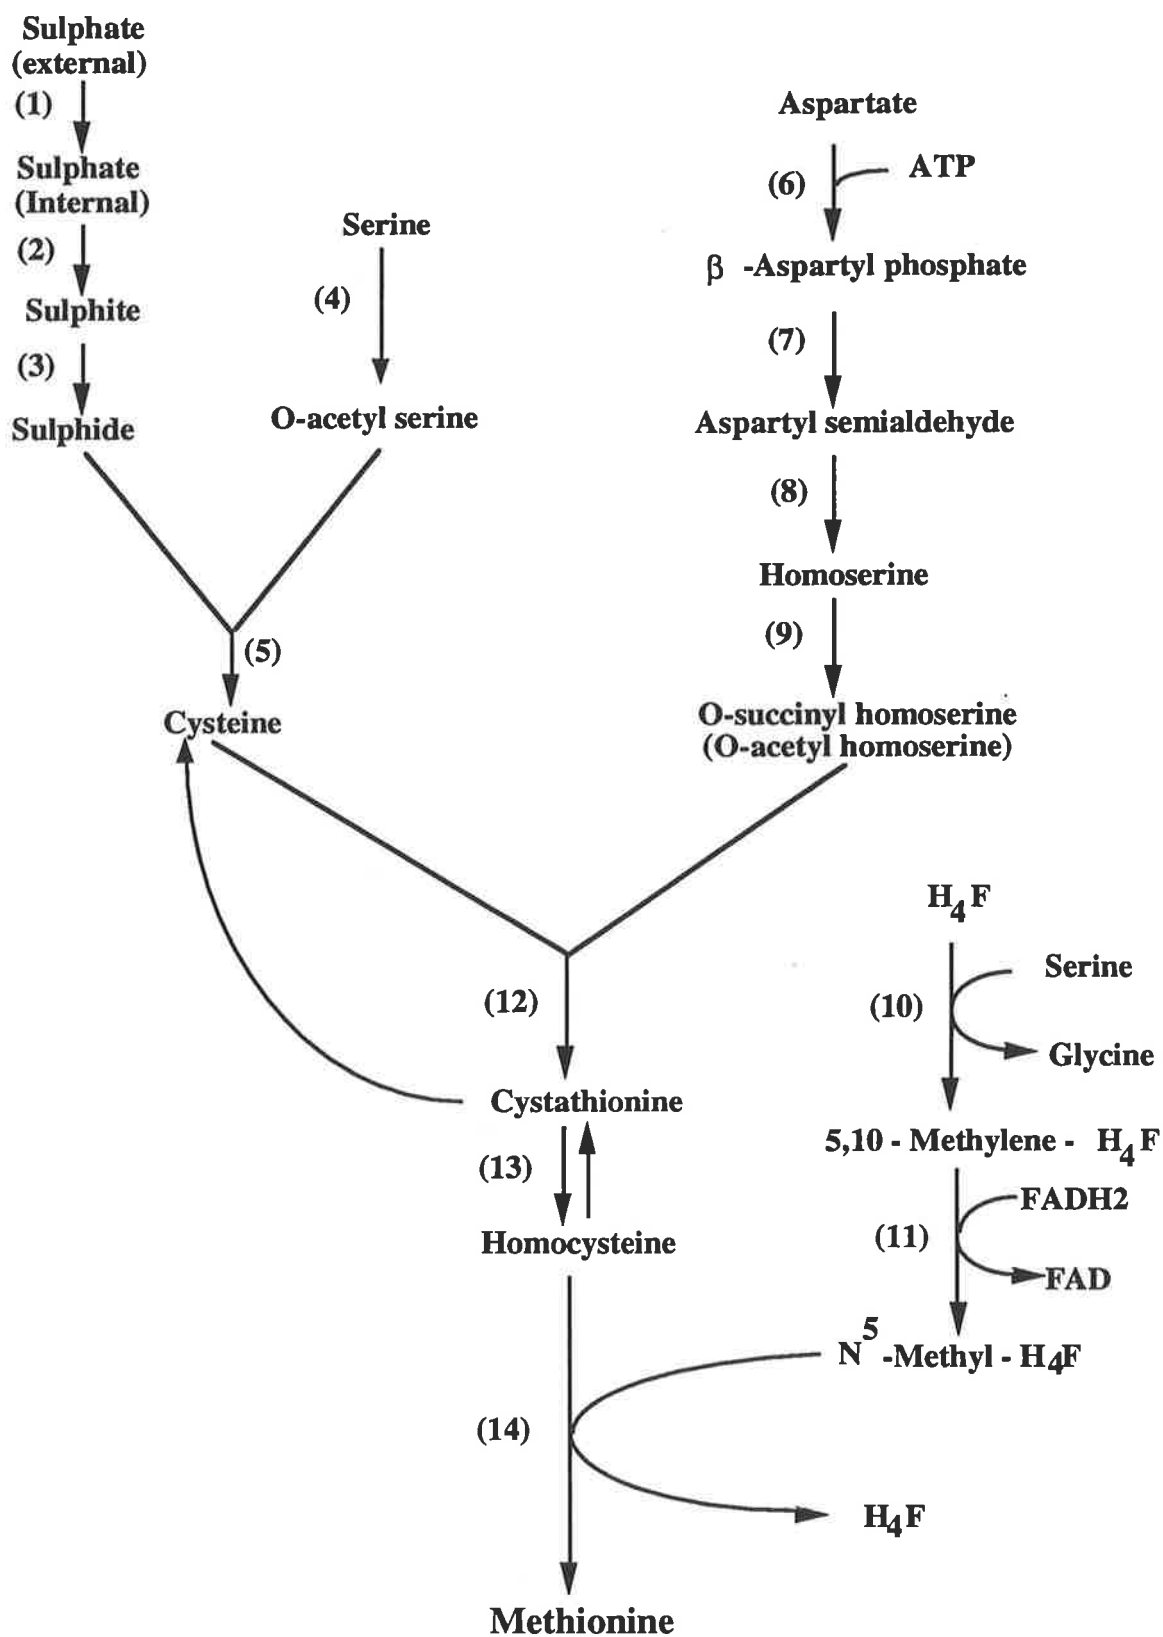 Sulphate
(external)
(1)
Sulphate
(Internal)
(2)
Sulphite
(3)
Sulphide
Serine
(4)
O-acetyl serine
(5)
Cysteine
Aspartate
(6)
ATP
β -Aspartyl phosphate
(7)
Aspartyl semialdehyde
(8)
Homoserine
(9)
O-succinyl homoserine
(O-acetyl homoserine)
(12)
Cystathionine
(13)
Homocysteine
H4F
Serine
(10)
Glycine
5,10 - Methylene - H4F
FADH2
(11)
FAD
N5 -Methyl - H4F
(14)
H4F
Methionine